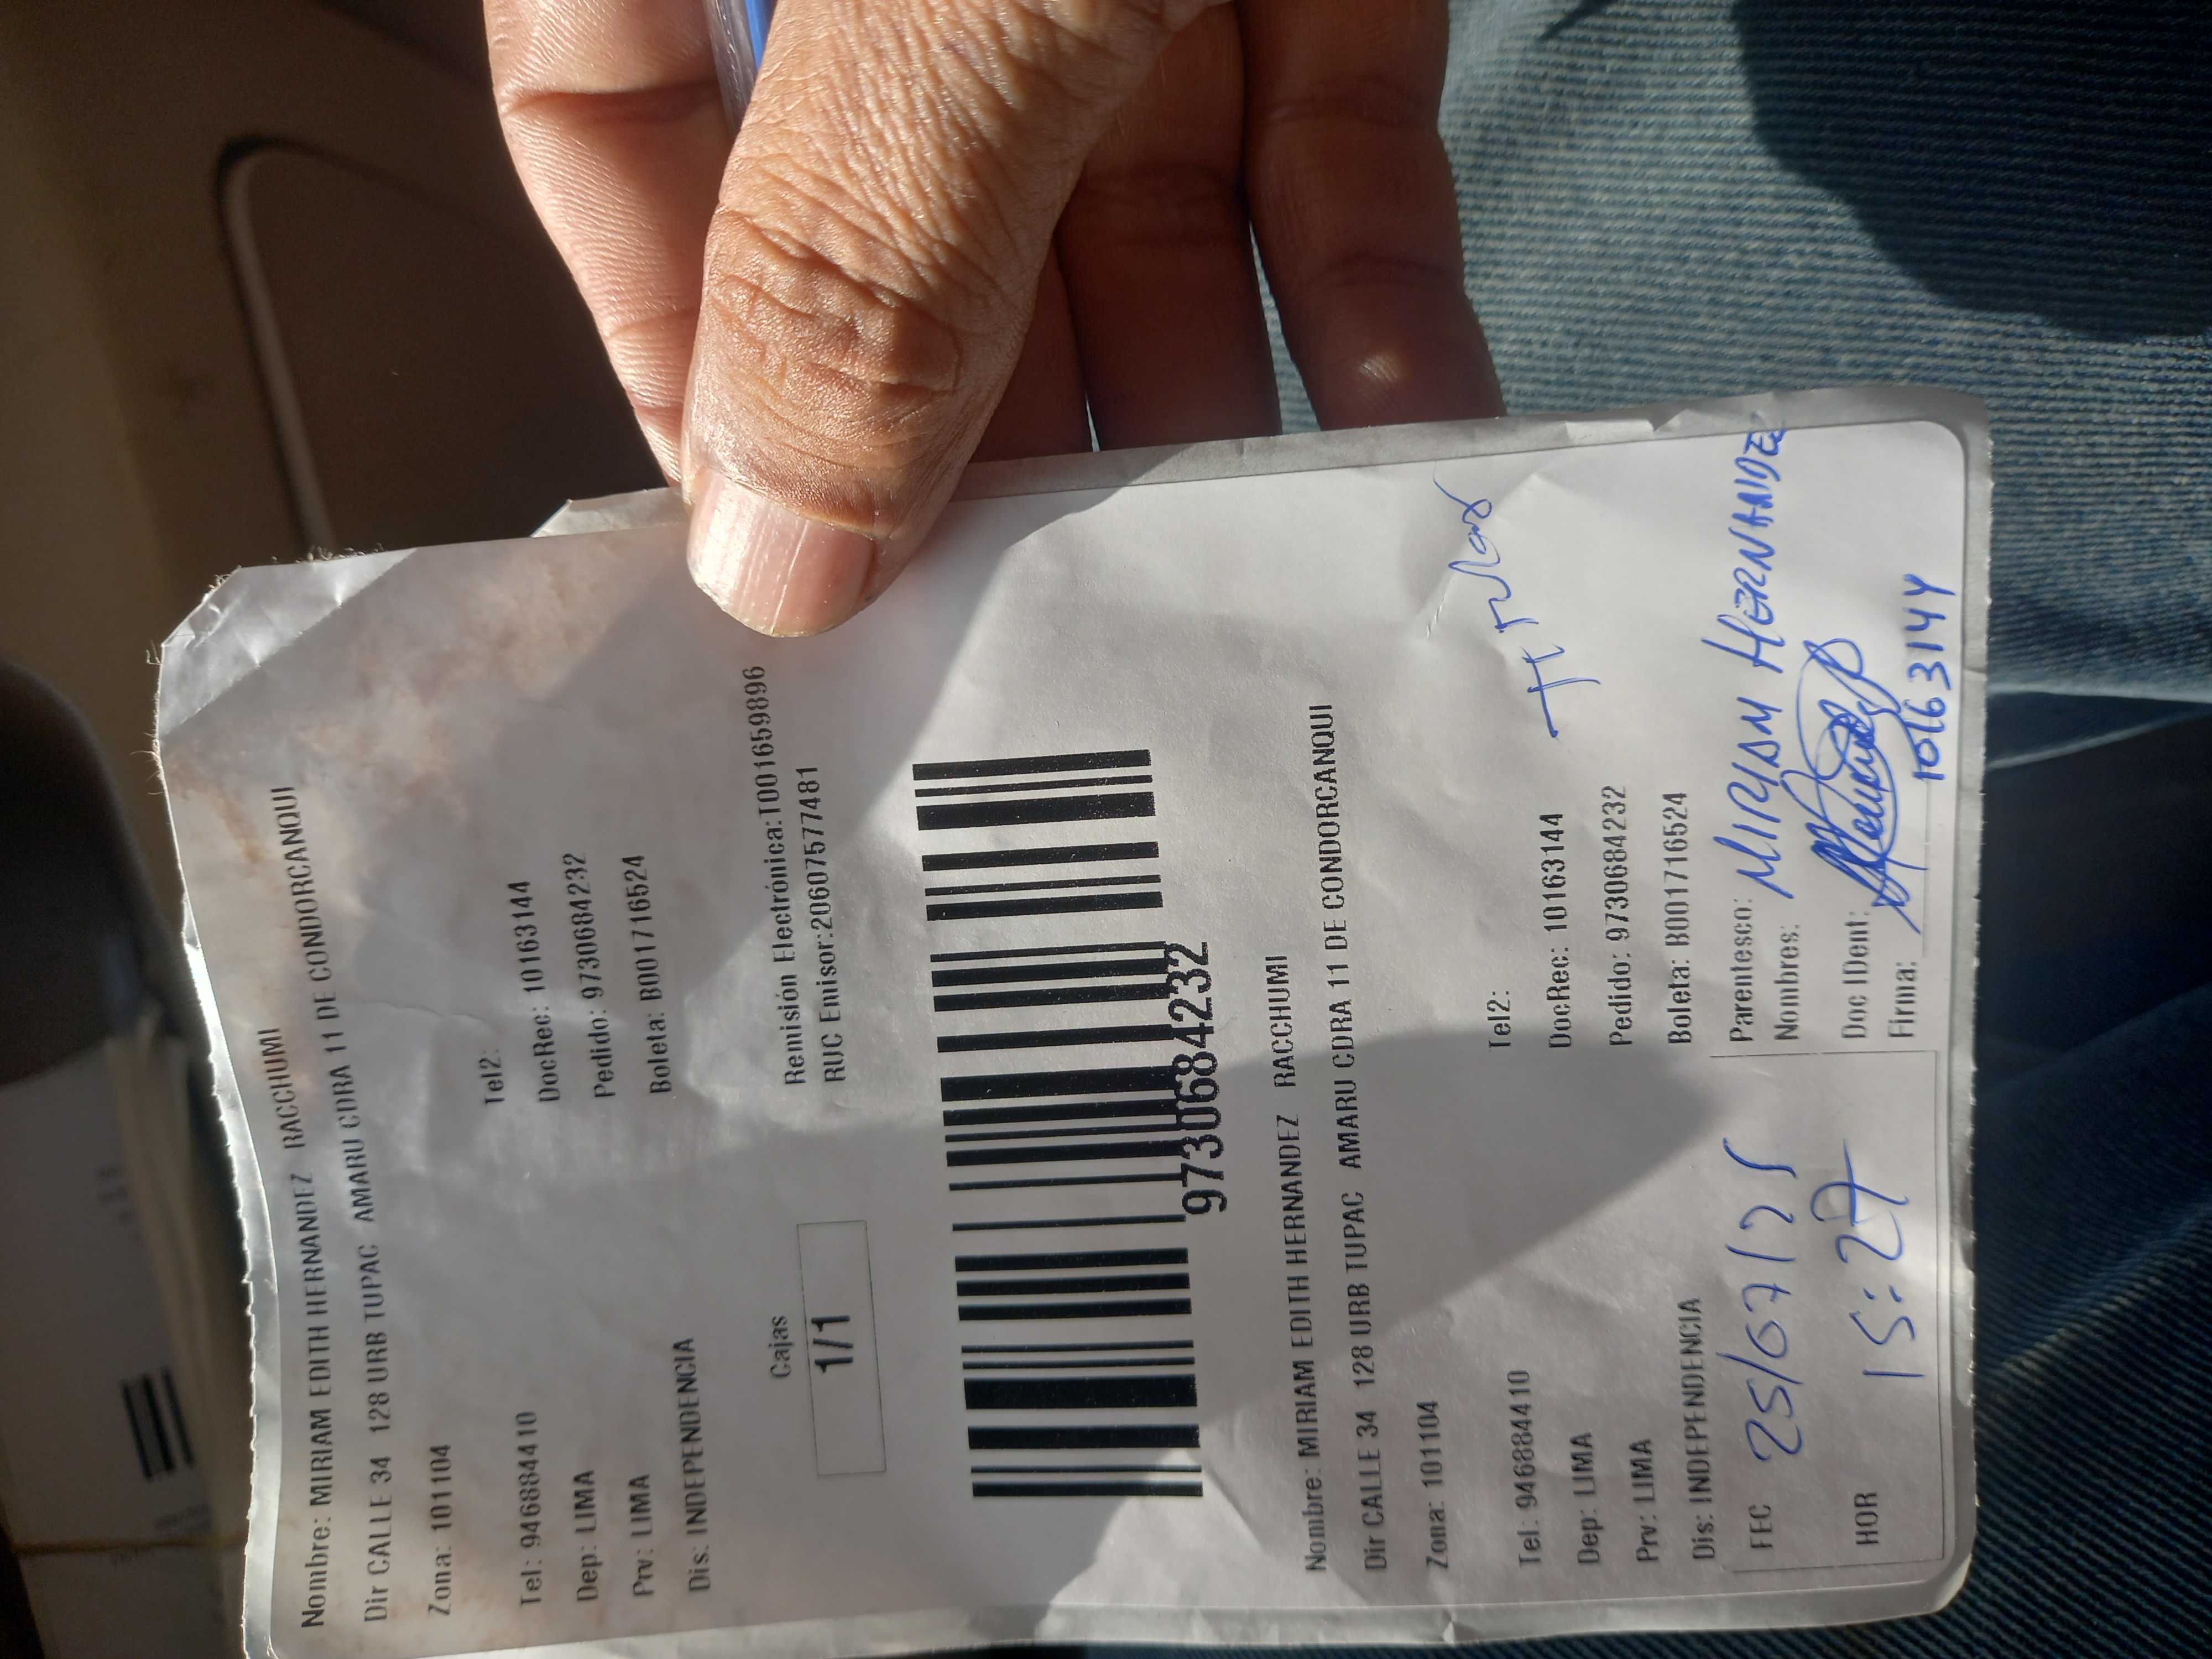 Nombre: MIRIAM EDITH HERNANDEZ RACCHUMI
Dir CALLE 34 128 URB TUPAC AMARU CDRA 11 DE CONDORCANQUI
Zona: 101104
Tel: 946884410 Tel2:
Dep: LIMA DocRec: 10163144
Prv: LIMA Pedido: 9730684232
Dis: INDEPENDENCIA Boleta: B001716524
Cajas Remisión Electrónica:T001659896
1/1 RUC Emisor:20607577481
9730684232
Nombre: MIRIAM EDITH HERNANDEZ RACCHUMI
Dir CALLE 34 128 URB TUPAC AMARU CDRA 11 DE CONDORCANQUI
Zona: 101104
Tel: 946884410 Tel2:
Dep: LIMA DocRec: 10163144
Prv: LIMA Pedido: 9730684232
Dis: INDEPENDENCIA Boleta: B001716524
FEC 25/07/25 Parentesco:
Nombres: MIRIAM HERNANDEZ
HOR 15:27 Doc IDent:
Firma: 10163144